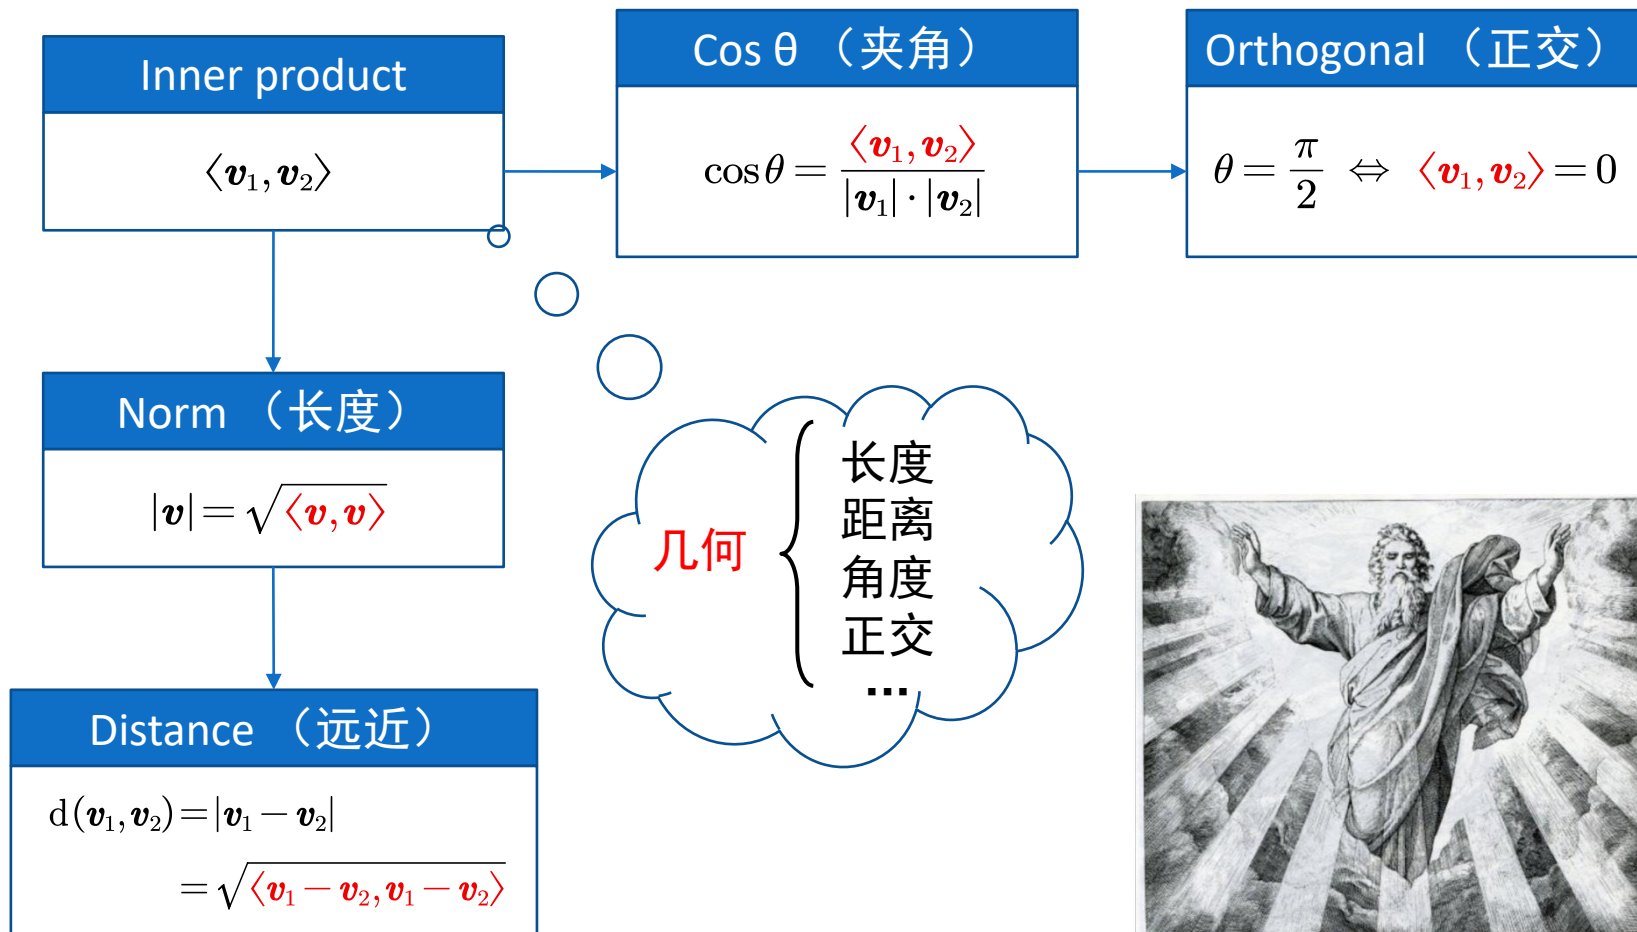 Inner product
⟨v₁, v₂⟩
Cos θ （夹角）
cos θ = ⟨v₁, v₂⟩ / |v₁| · |v₂|
Orthogonal （正交）
θ = π/2 ⇔ ⟨v₁, v₂⟩ = 0
Norm （长度）
|v| = √⟨v, v⟩
Distance （远近）
d(v₁, v₂) = |v₁ − v₂|
= √⟨v₁ − v₂, v₁ − v₂⟩
几何
长度
距离
角度
正交
...